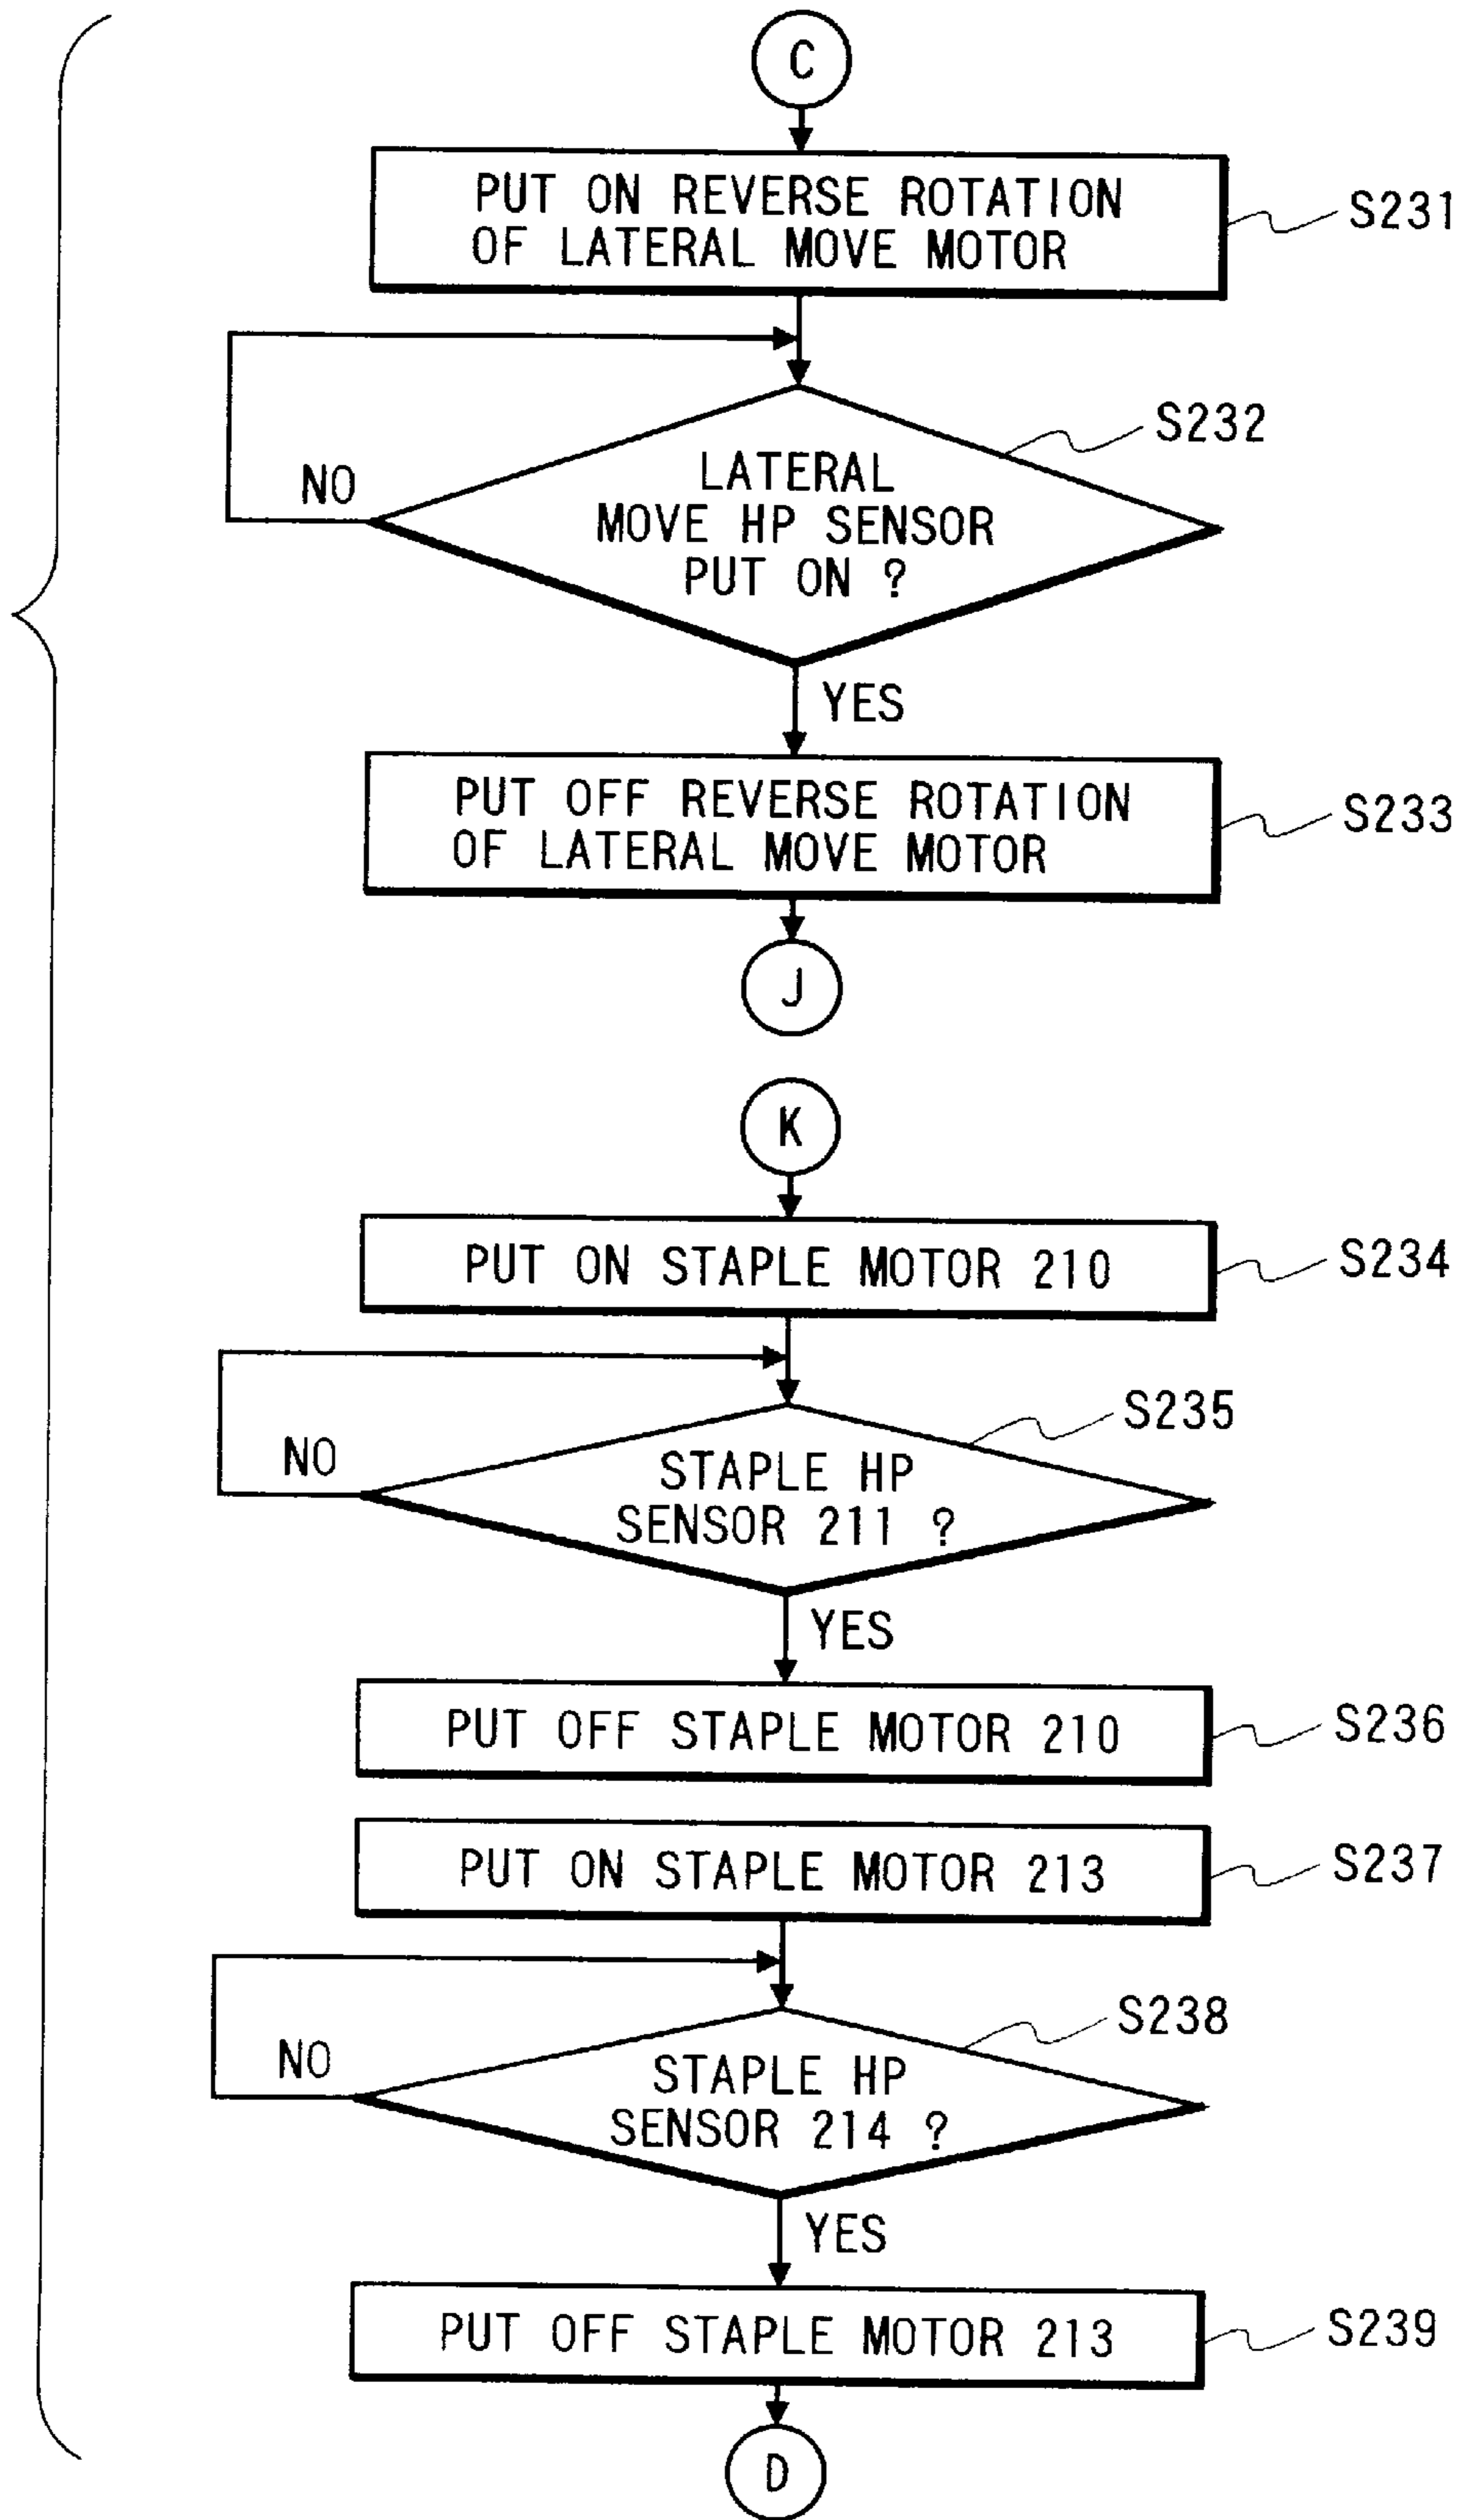 C
PUT ON REVERSE ROTATION
OF LATERAL MOVE MOTOR
S231
S232
LATERAL
MOVE HP SENSOR
PUT ON ?
NO
YES
PUT OFF REVERSE ROTATION
OF LATERAL MOVE MOTOR
S233
J
K
PUT ON STAPLE MOTOR 210
S234
S235
STAPLE HP
SENSOR 211 ?
NO
YES
PUT OFF STAPLE MOTOR 210
S236
PUT ON STAPLE MOTOR 213
S237
S238
STAPLE HP
SENSOR 214 ?
NO
YES
PUT OFF STAPLE MOTOR 213
S239
D